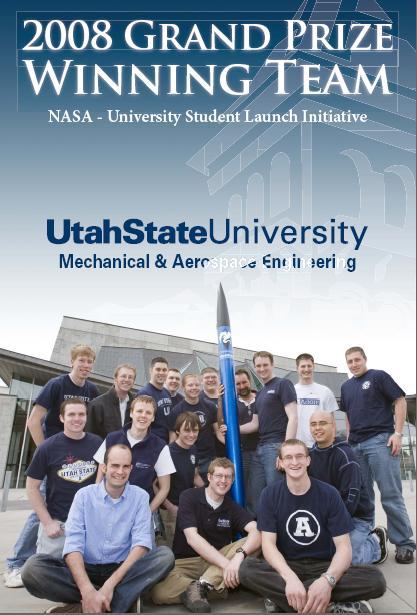 2008 GRAND PRIZE
WINNING TEAM
NASA - University Student Launch Initiative
UtahStateUniversity
Mechanical & Aerospace Engineering
UTAH STATE
A